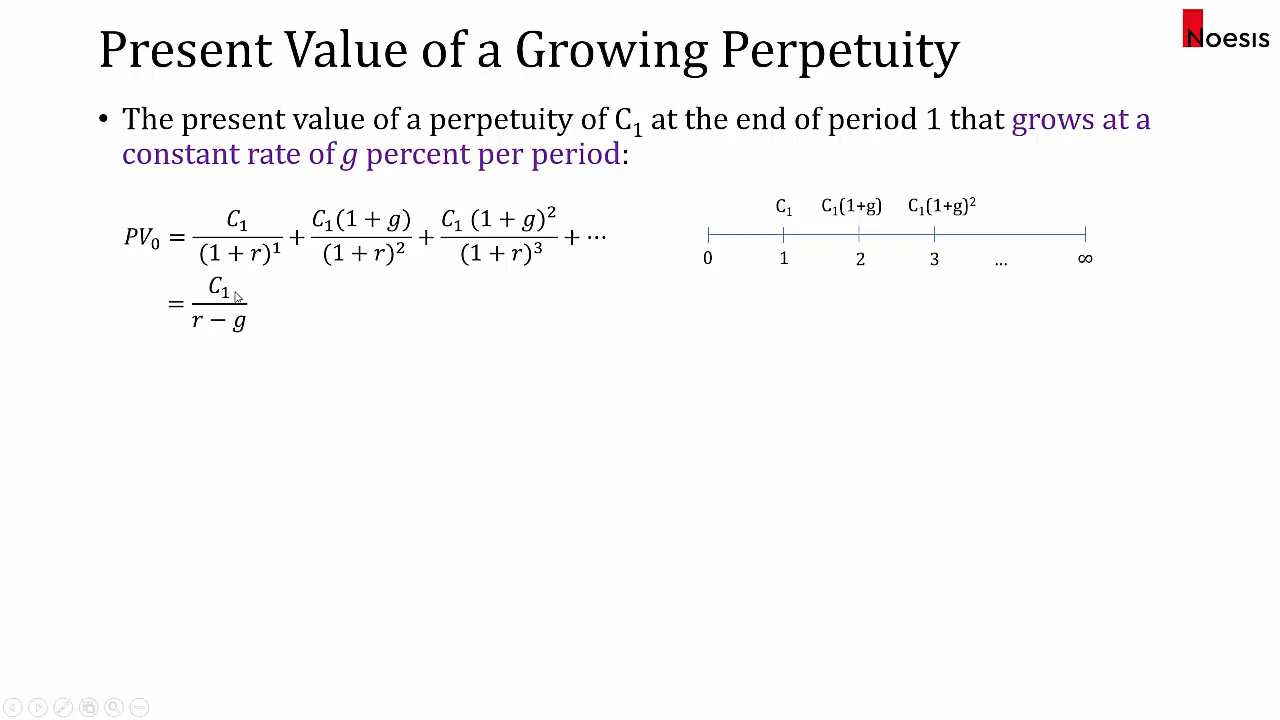 Present Value of a Growing Perpetuity
Noesis
• The present value of a perpetuity of C₁ at the end of period 1 that grows at a
constant rate of g percent per period:
PV₀ = C₁/(1 + r)¹ + C₁(1 + g)/(1 + r)² + C₁ (1 + g)²/(1 + r)³ + ⋯
= C₁/(r − g)
C₁ C₁(1+g) C₁(1+g)²
0 1 2 3 ... ∞